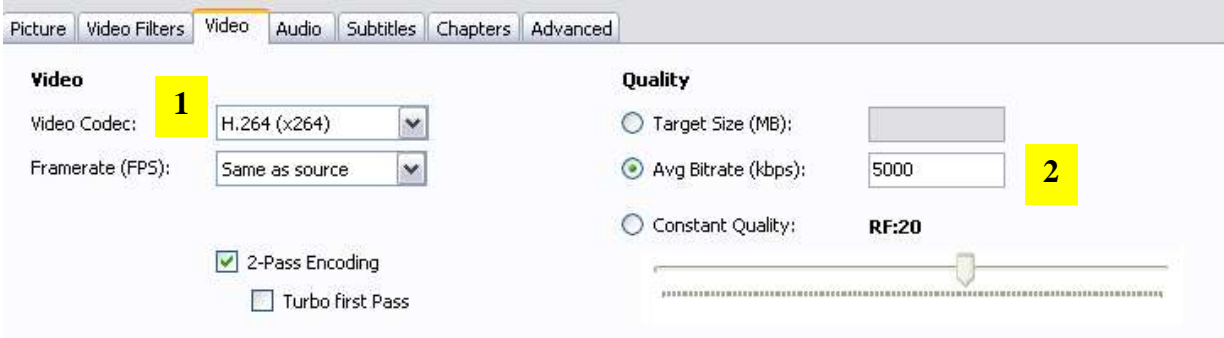 Picture Video Filters Video Audio Subtitles Chapters Advanced
Video
1
Video Codec: H.264 (x264)
Framerate (FPS): Same as source
2-Pass Encoding
Turbo first Pass
Quality
Target Size (MB):
Avg Bitrate (kbps): 5000
2
Constant Quality: RF:20